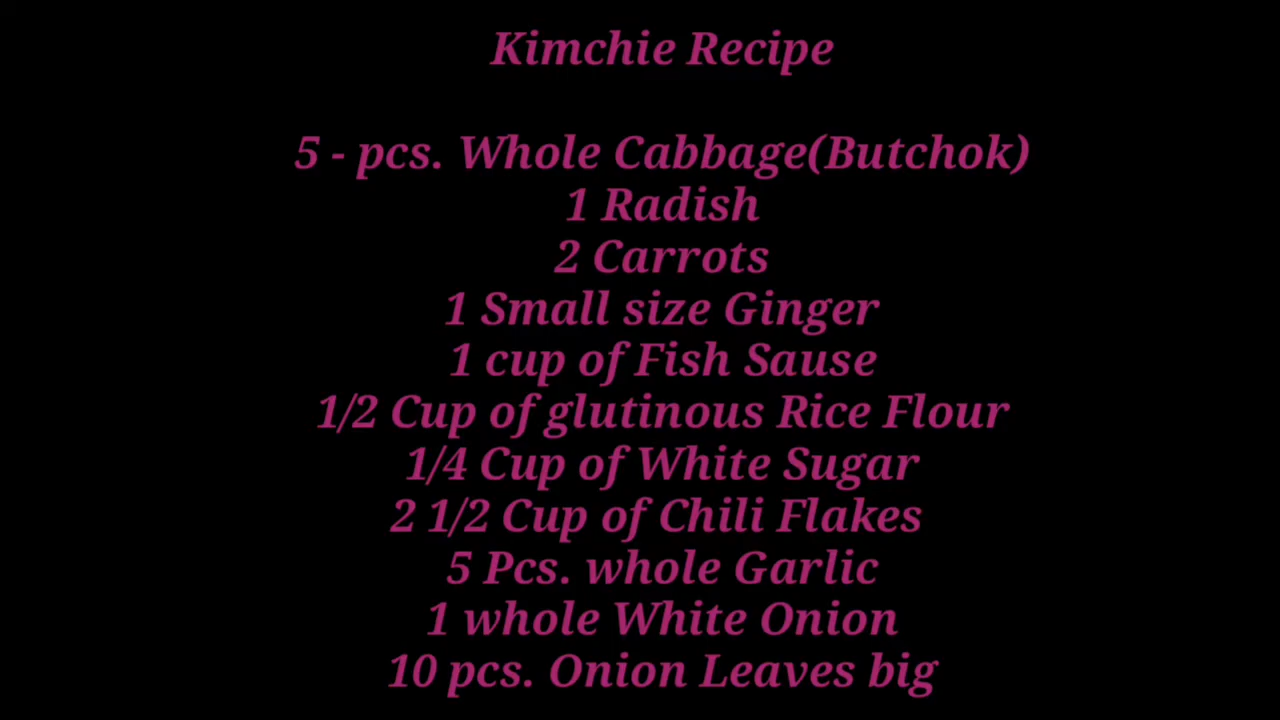 Kimchie Recipe
5 - pcs. Whole Cabbage(Butchok)
1 Radish
2 Carrots
1 Small size Ginger
1 cup of Fish Sause
1/2 Cup of glutinous Rice Flour
1/4 Cup of White Sugar
2 1/2 Cup of Chili Flakes
5 Pcs. whole Garlic
1 whole White Onion
10 pcs. Onion Leaves big